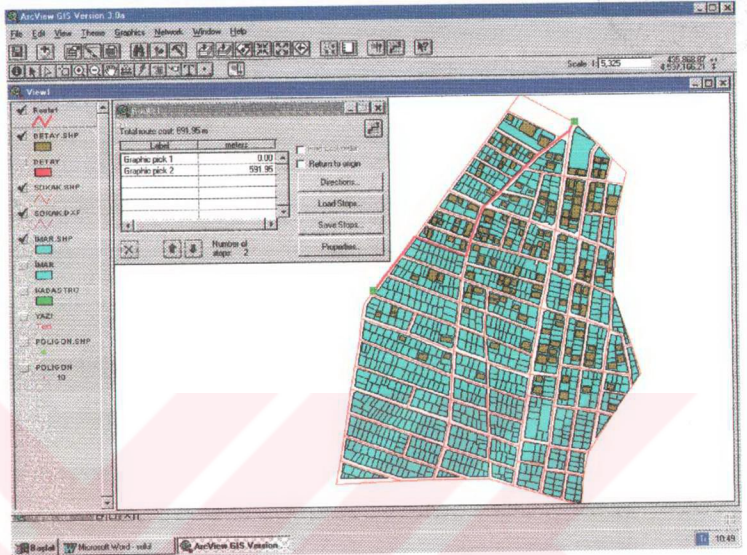 ArcView GIS Version 3.0a
File Edit View Theme Graphics Network Window Help
Scale 1: 5,325
View1
Route1
DETAY.SHP
DETAY
SOKAK.SHP
SOKAK.DXF
IMAR.SHP
IMAR
KADASTRO
YAZI
Text
POLIGON.SHP
POLIGON
10
Total route cost: 591.95 m
Label meters
Graphic pick 1 0.00
Graphic pick 2 591.95
Return to origin
Directions...
Load Stops...
Save Stops...
Properties...
Number of
stops: 2
Başlat
Microsoft Word -
ArcView GIS Version
10:49